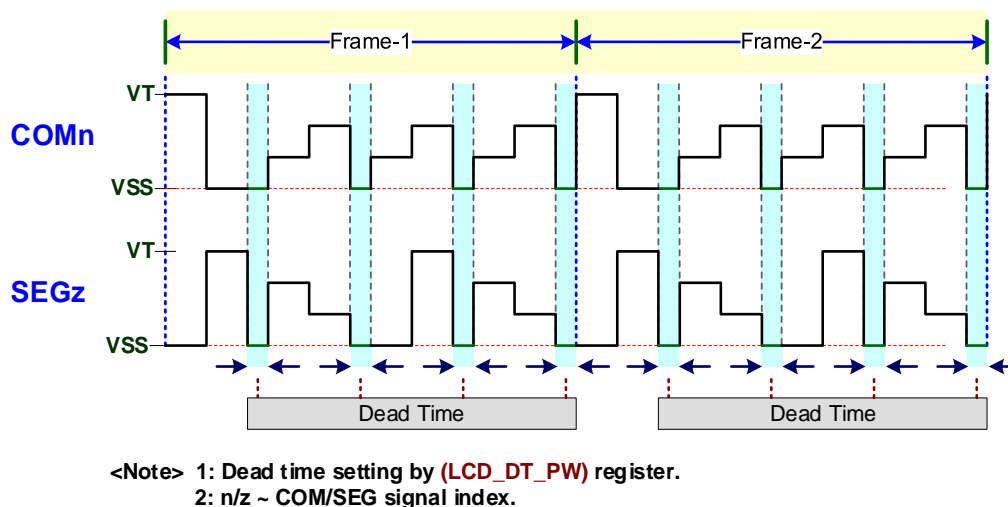 Frame-1 Frame-2
VT
COMn
VSS
VT
SEGz
VSS
Dead Time Dead Time
<Note> 1: Dead time setting by (LCD_DT_PW) register.
2: n/z ~ COM/SEG signal index.